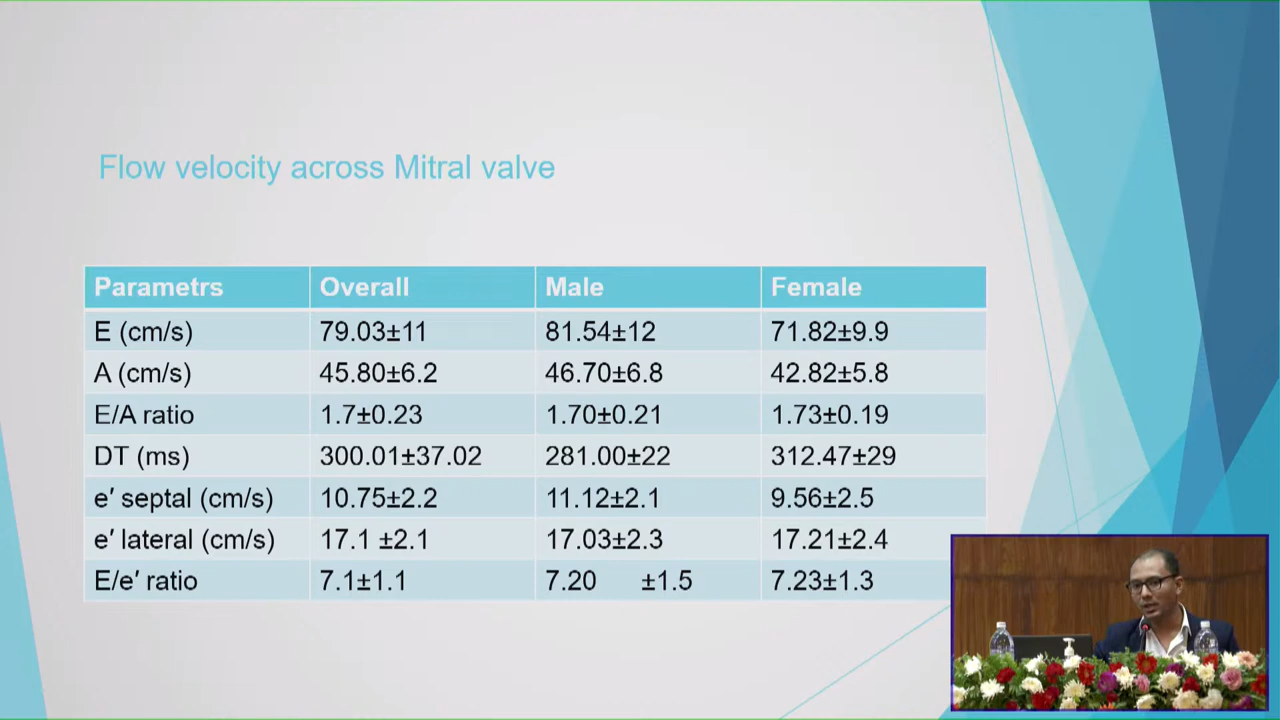 Flow velocity across Mitral valve
Parametrs Overall Male Female
E (cm/s) 79.03±11 81.54±12 71.82±9.9
A (cm/s) 45.80±6.2 46.70±6.8 42.82±5.8
E/A ratio 1.7±0.23 1.70±0.21 1.73±0.19
DT (ms) 300.01±37.02 281.00±22 312.47±29
e′ septal (cm/s) 10.75±2.2 11.12±2.1 9.56±2.5
e′ lateral (cm/s) 17.1 ±2.1 17.03±2.3 17.21±2.4
E/e′ ratio 7.1±1.1 7.20 ±1.5 7.23±1.3